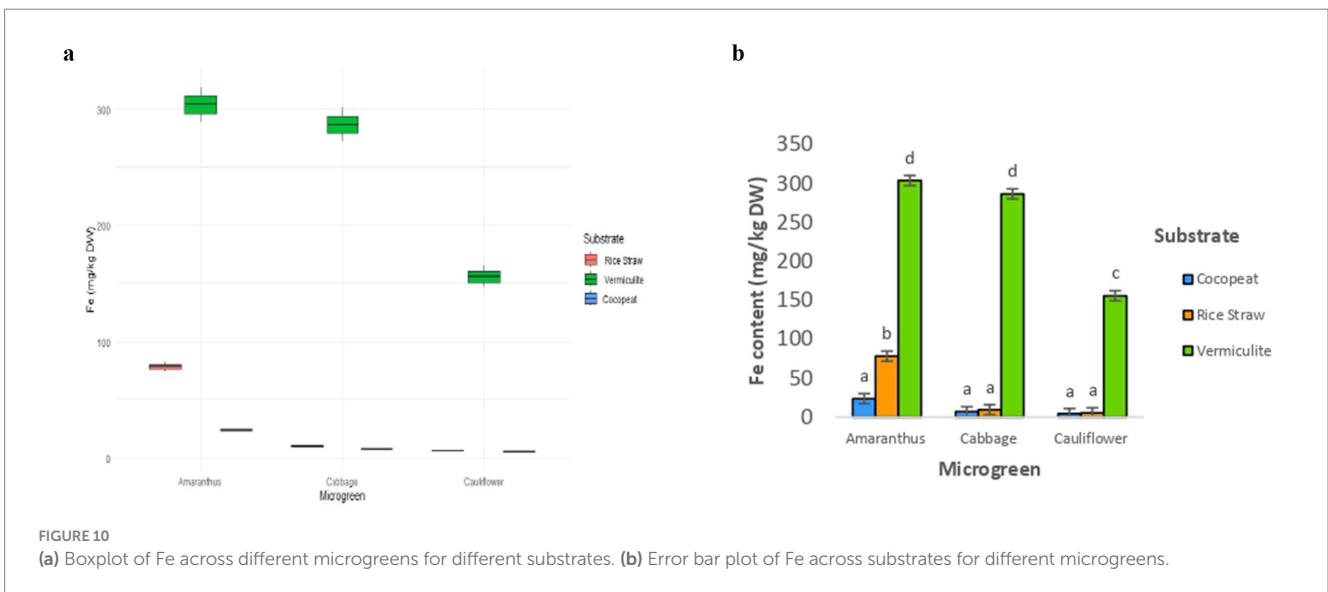 a
300
200
100
0
Fe (mg/kg DW)
Amaranthus
Cabbage
Cauliflower
Microgreen
Substrate
Rice Straw
Vermiculite
Cocopeat
b
350
300
250
200
150
100
50
0
Fe content (mg/kg DW)
a b d
a a d
a a c
Amaranthus Cabbage Cauliflower
Microgreen
Substrate
Cocopeat
Rice Straw
Vermiculite
FIGURE 10
(a) Boxplot of Fe across different microgreens for different substrates. (b) Error bar plot of Fe across substrates for different microgreens.